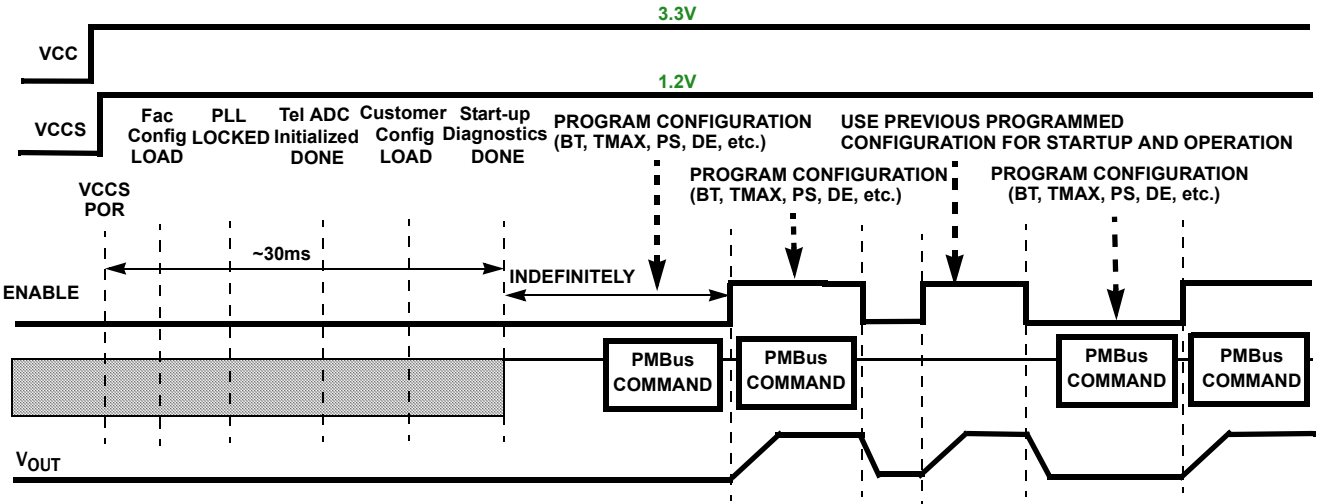 3.3V
VCC
1.2V
VCCS
Fac
Config
LOAD
PLL
LOCKED
Tel ADC
Initialized
DONE
Customer
Config
LOAD
Start-up
Diagnostics
DONE
PROGRAM CONFIGURATION
(BT, TMAX, PS, DE, etc.)
USE PREVIOUS PROGRAMMED
CONFIGURATION FOR STARTUP AND OPERATION
PROGRAM CONFIGURATION
(BT, TMAX, PS, DE, etc.)
PROGRAM CONFIGURATION
(BT, TMAX, PS, DE, etc.)
VCCS
POR
~30ms
INDEFINITELY
ENABLE
PMBus
COMMAND
PMBus
COMMAND
PMBus
COMMAND
PMBus
COMMAND
VOUT